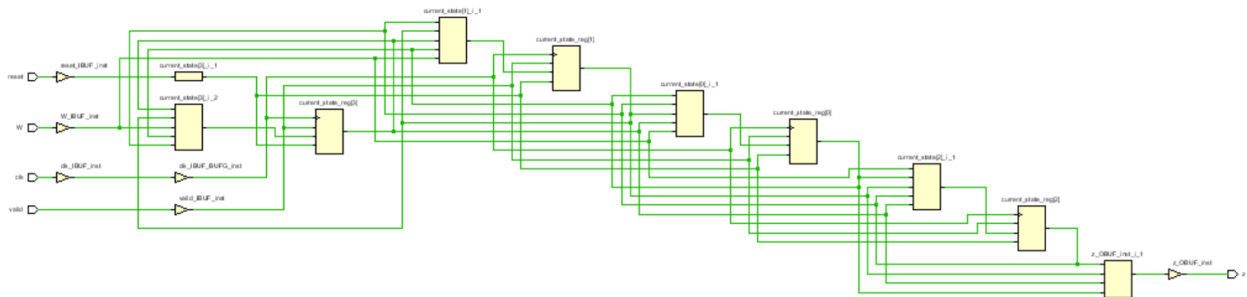 current_state[1]_i_1
current_state_reg[1]
reset
reset_IBUF_inst
current_state[3]_i_1
current_state[0]_i_1
current_state[3]_i_2
current_state_reg[3]
W
W_IBUF_inst
current_state_reg[0]
current_state[2]_i_1
clk
clk_IBUF_inst
clk_IBUF_BUFG_inst
valid
valid_IBUF_inst
current_state_reg[2]
z_OBUF_inst_i_1
z_OBUF_inst
z